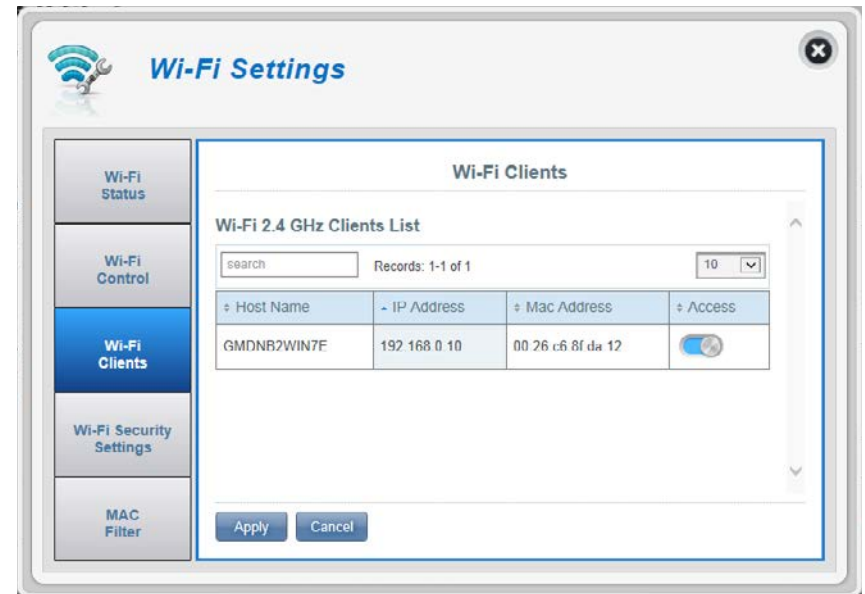 Wi-Fi Settings
Wi-Fi
Status
Wi-Fi
Control
Wi-Fi
Clients
Wi-Fi Security
Settings
MAC
Filter
Wi-Fi Clients
Wi-Fi 2.4 GHz Clients List
search Records: 1-1 of 1 10
Host Name IP Address Mac Address Access
GMDNB2WIN7E 192 168 0 10 00 26 c6 8f da 12
Apply Cancel